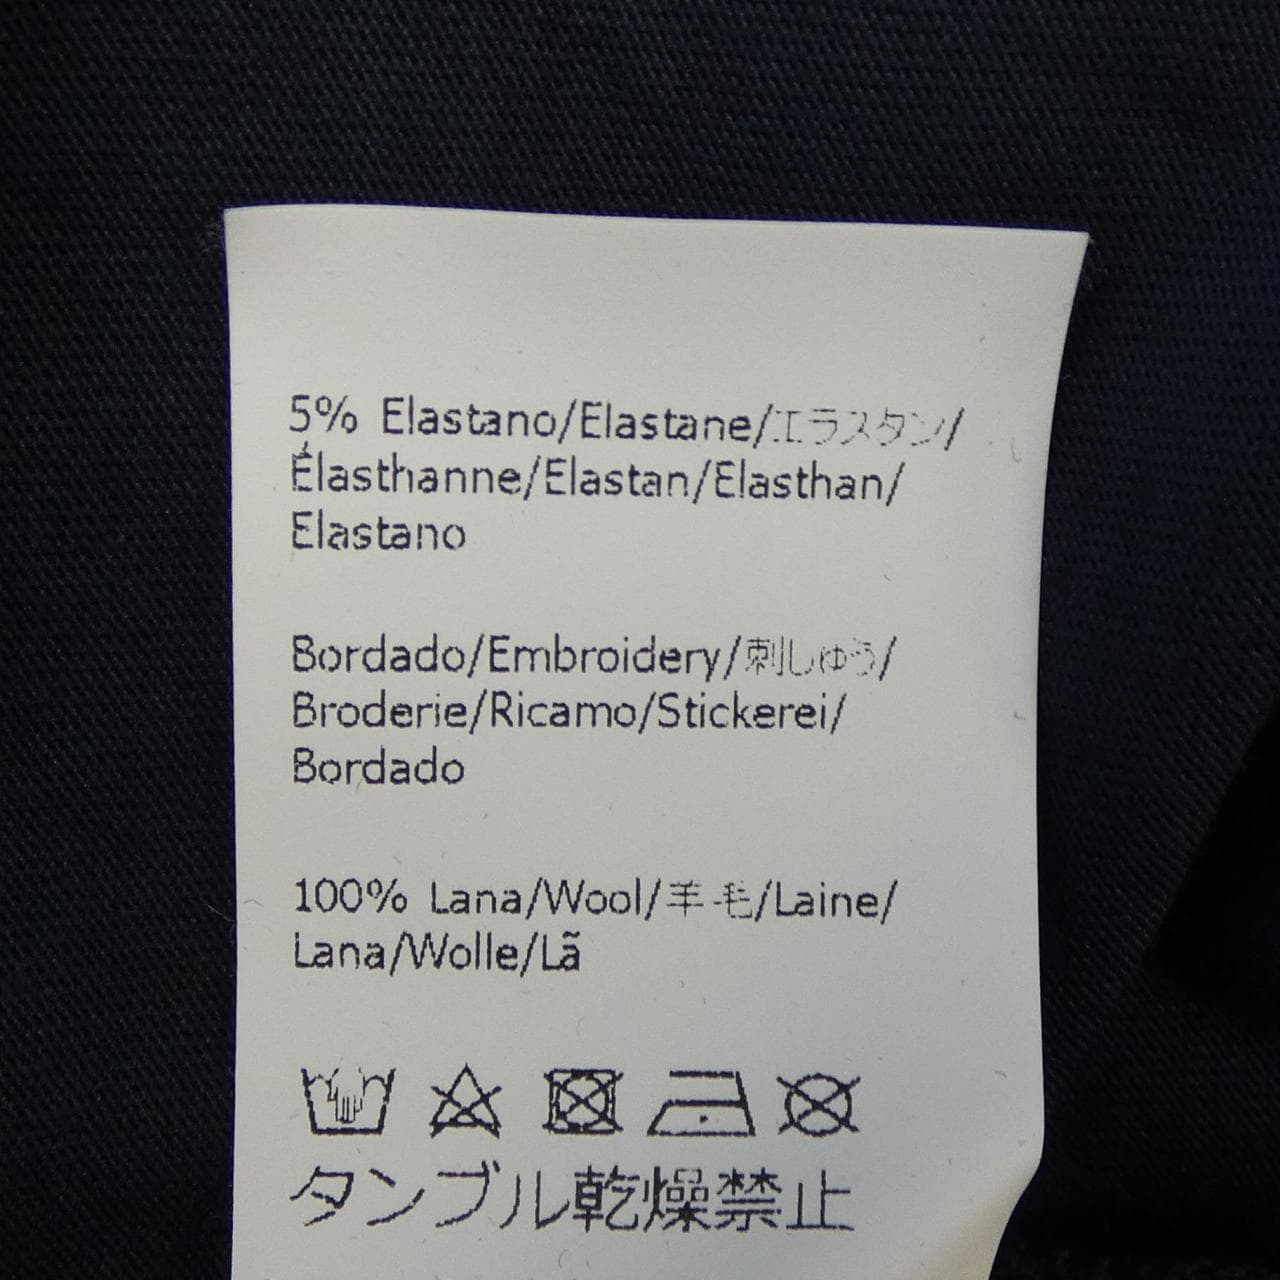 5% Elastano/Elastane/エラスタン/
Élasthanne/Elastan/Elasthan/
Elastano
Bordado/Embroidery/刺しゅう/
Broderie/Ricamo/Stickerei/
Bordado
100% Lana/Wool/羊毛/Laine/
Lana/Wolle/Lã
タンブル乾燥禁止